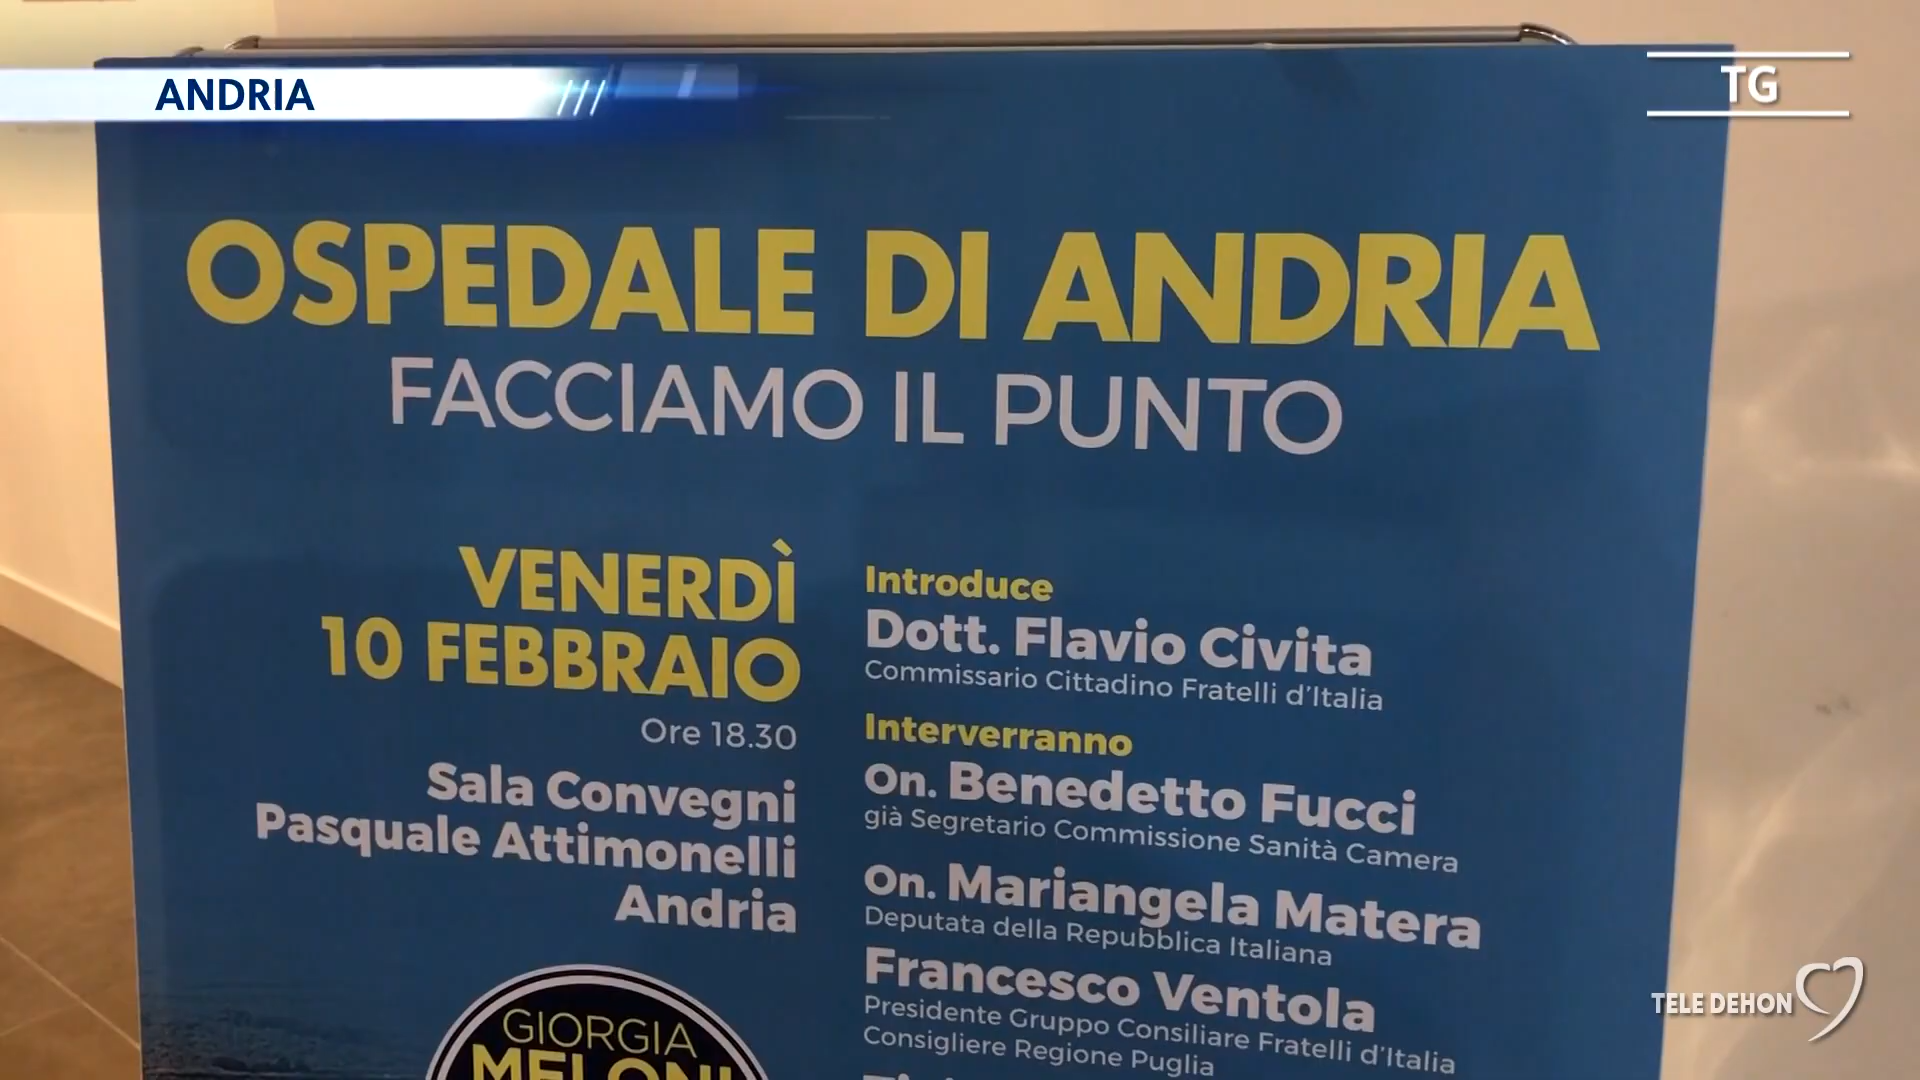 ANDRIA
TG
OSPEDALE DI ANDRIA
FACCIAMO IL PUNTO
VENERDÌ
10 FEBBRAIO
Ore 18.30
Sala Convegni
Pasquale Attimonelli
Andria
Introduce
Dott. Flavio Civita
Commissario Cittadino Fratelli d'Italia
Interverranno
On. Benedetto Fucci
già Segretario Commissione Sanità Camera
On. Mariangela Matera
Deputata della Repubblica Italiana
Francesco Ventola
Presidente Gruppo Consiliare Fratelli d'Italia
Consigliere Regione Puglia
GIORGIA
MELONI
TELE DEHON